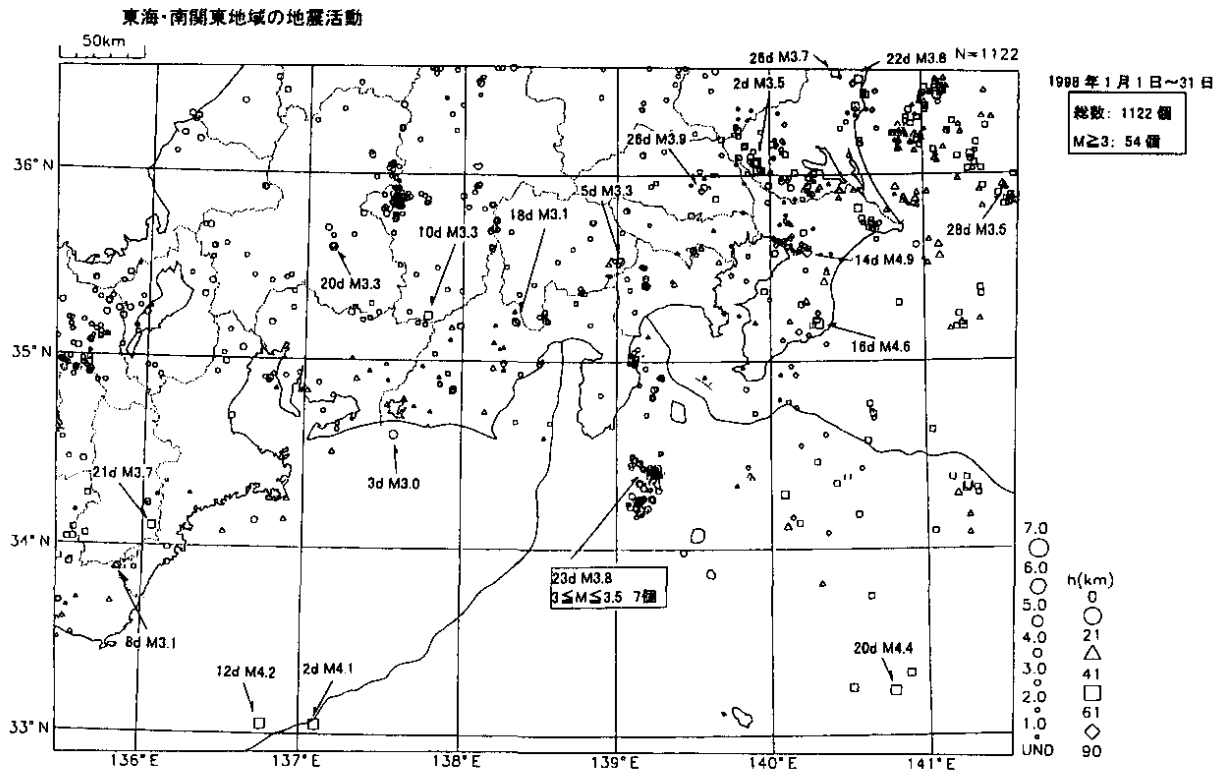 東海・南関東地域の地震活動
50km
N=1122
1998年1月1日~31日
総数: 1122個
M≧3: 54個
26d M3.7
22d M3.8
2d M3.5
26d M3.9
5d M3.3
18d M3.1
10d M3.3
20d M3.3
28d M3.5
14d M4.9
16d M4.6
3d M3.0
21d M3.7
8d M3.1
23d M3.8
3≦M≦3.5 7個
12d M4.2
2d M4.1
20d M4.4
36°N
35°N
34°N
33°N
136°E
137°E
138°E
139°E
140°E
141°E
7.0
6.0
5.0
4.0
3.0
2.0
1.0
UND
h(km)
0
21
41
61
90